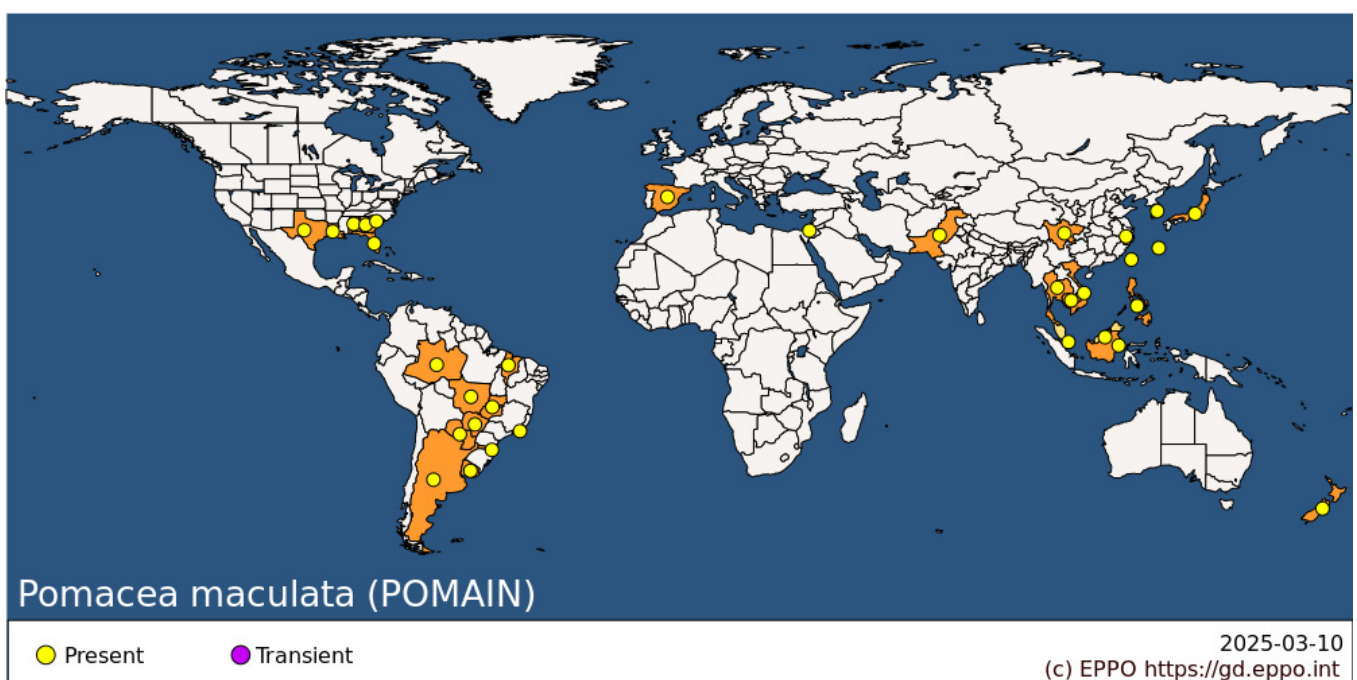 Pomacea maculata (POMAIN)
Present
Transient
2025-03-10
(c) EPPO https://gd.eppo.int